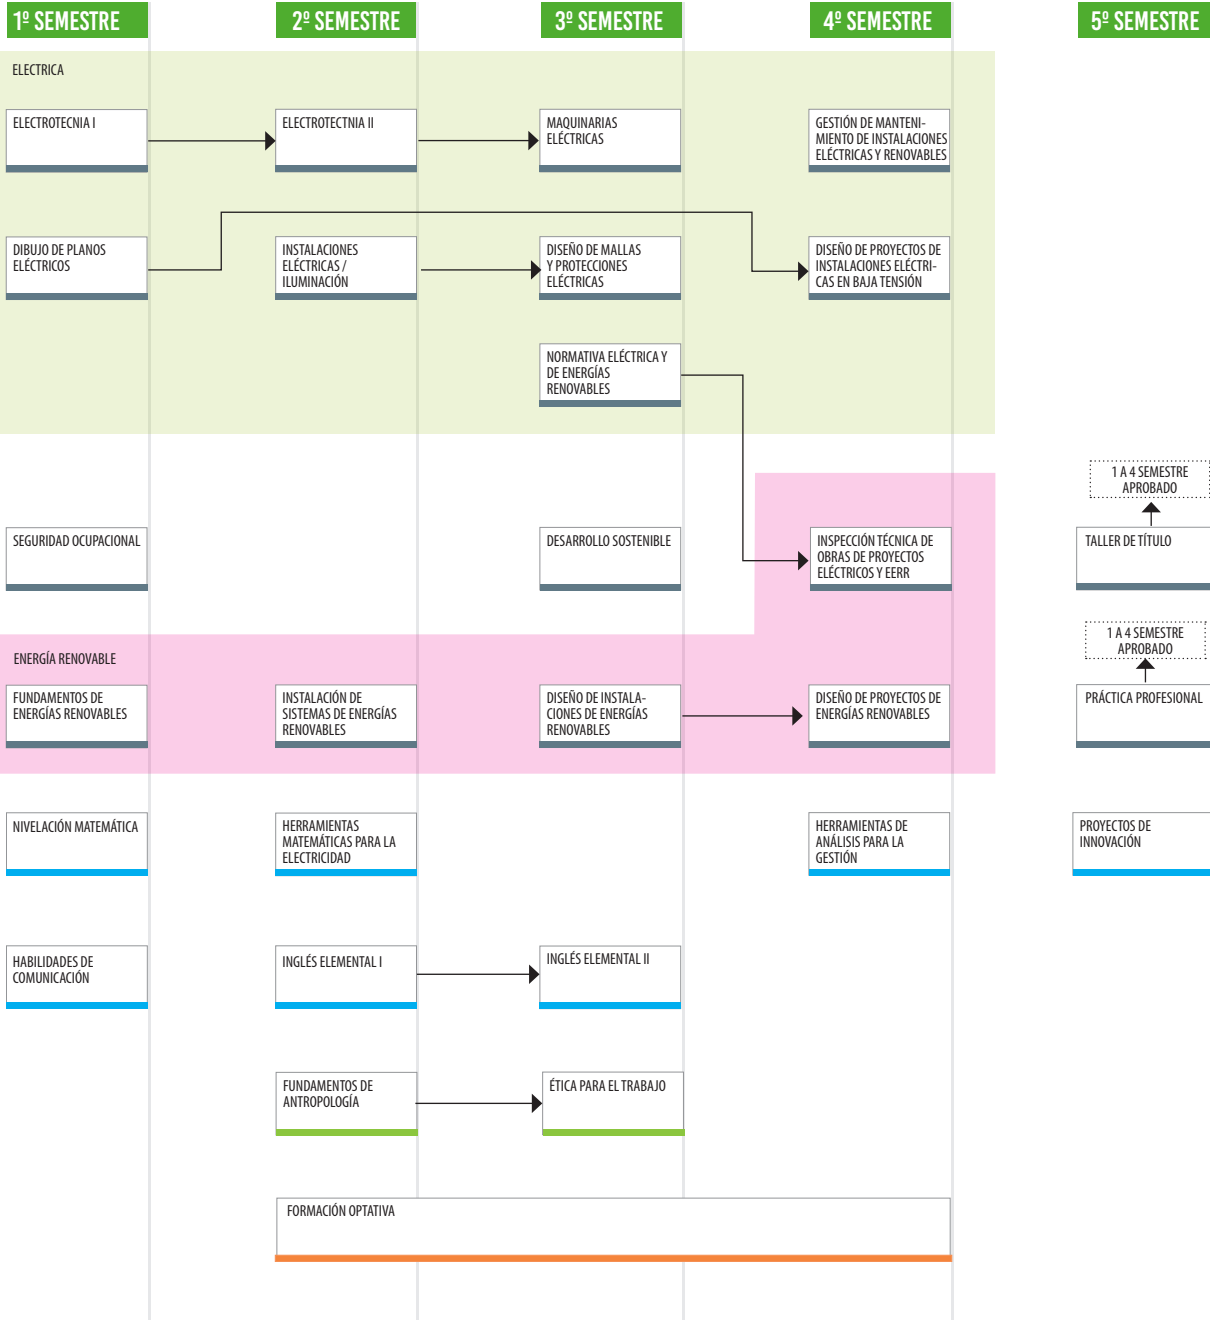 1º SEMESTRE
2º SEMESTRE
3º SEMESTRE
4º SEMESTRE
5º SEMESTRE
ELECTRICA
ELECTROTECNIA I
ELECTROTECTNIA II
MAQUINARIAS
ELÉCTRICAS
GESTIÓN DE MANTENI-
MIENTO DE INSTALACIONES
ELÉCTRICAS Y RENOVABLES
DIBUJO DE PLANOS
ELÉCTRICOS
INSTALACIONES
ELÉCTRICAS /
ILUMINACIÓN
DISEÑO DE MALLAS
Y PROTECCIONES
ELÉCTRICAS
DISEÑO DE PROYECTOS DE
INSTALACIONES ELÉCTRI-
CAS EN BAJA TENSIÓN
NORMATIVA ELÉCTRICA Y
DE ENERGÍAS
RENOVABLES
1 A 4 SEMESTRE
APROBADO
SEGURIDAD OCUPACIONAL
DESARROLLO SOSTENIBLE
INSPECCIÓN TÉCNICA DE
OBRAS DE PROYECTOS
ELÉCTRICOS Y EERR
TALLER DE TÍTULO
1 A 4 SEMESTRE
APROBADO
ENERGÍA RENOVABLE
FUNDAMENTOS DE
ENERGÍAS RENOVABLES
INSTALACIÓN DE
SISTEMAS DE ENERGÍAS
RENOVABLES
DISEÑO DE INSTALA-
CIONES DE ENERGÍAS
RENOVABLES
DISEÑO DE PROYECTOS DE
ENERGÍAS RENOVABLES
PRÁCTICA PROFESIONAL
NIVELACIÓN MATEMÁTICA
HERRAMIENTAS
MATEMÁTICAS PARA LA
ELECTRICIDAD
HERRAMIENTAS DE
ANÁLISIS PARA LA
GESTIÓN
PROYECTOS DE
INNOVACIÓN
HABILIDADES DE
COMUNICACIÓN
INGLÉS ELEMENTAL I
INGLÉS ELEMENTAL II
FUNDAMENTOS DE
ANTROPOLOGÍA
ÉTICA PARA EL TRABAJO
FORMACIÓN OPTATIVA